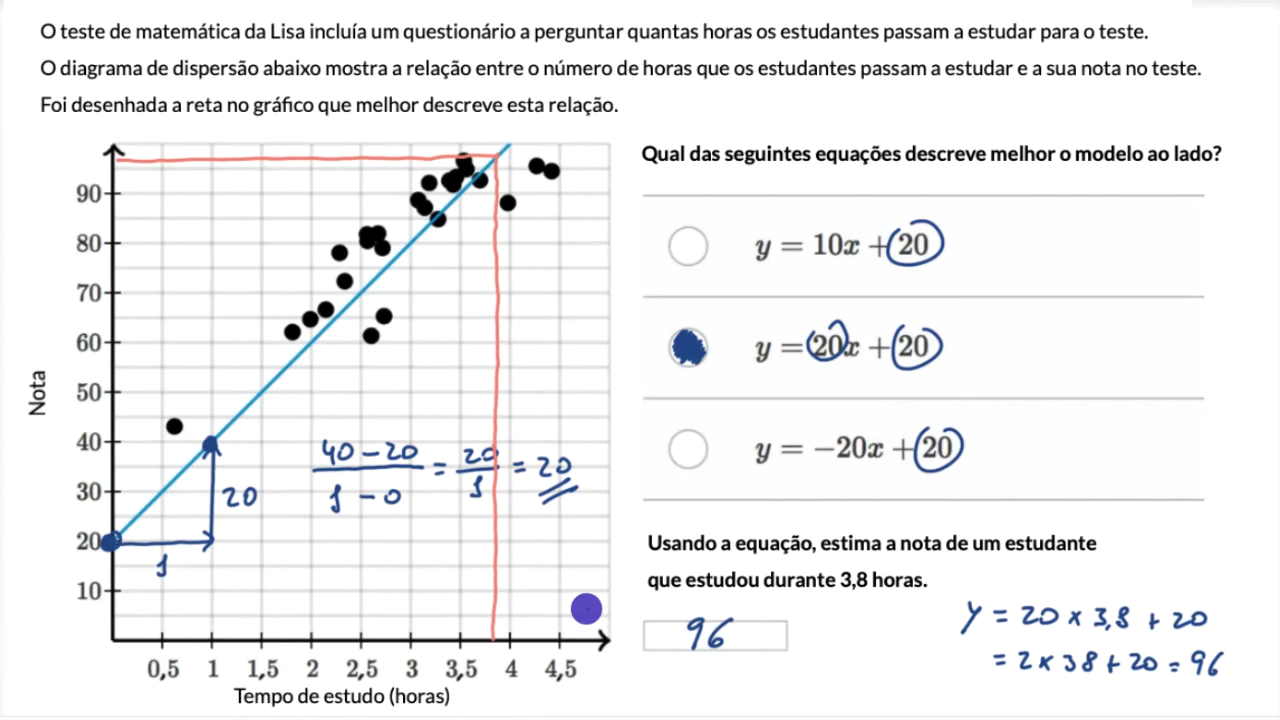 O teste de matemática da Lisa incluía um questionário a perguntar quantas horas os estudantes passam a estudar para o teste.
O diagrama de dispersão abaixo mostra a relação entre o número de horas que os estudantes passam a estudar e a sua nota no teste.
Foi desenhada a reta no gráfico que melhor descreve esta relação.
Nota
90
80
70
60
50
40
30
20
10
0,5 1 1,5 2 2,5 3 3,5 4 4,5
Tempo de estudo (horas)
20
1
40 - 20 / 1 - 0 = 20 / 1 = 20
Qual das seguintes equações descreve melhor o modelo ao lado?
y = 10x + 20
y = 20x + 20
y = −20x + 20
Usando a equação, estima a nota de um estudante
que estudou durante 3,8 horas.
96
y = 20 × 3,8 + 20
= 2 × 38 + 20 = 96